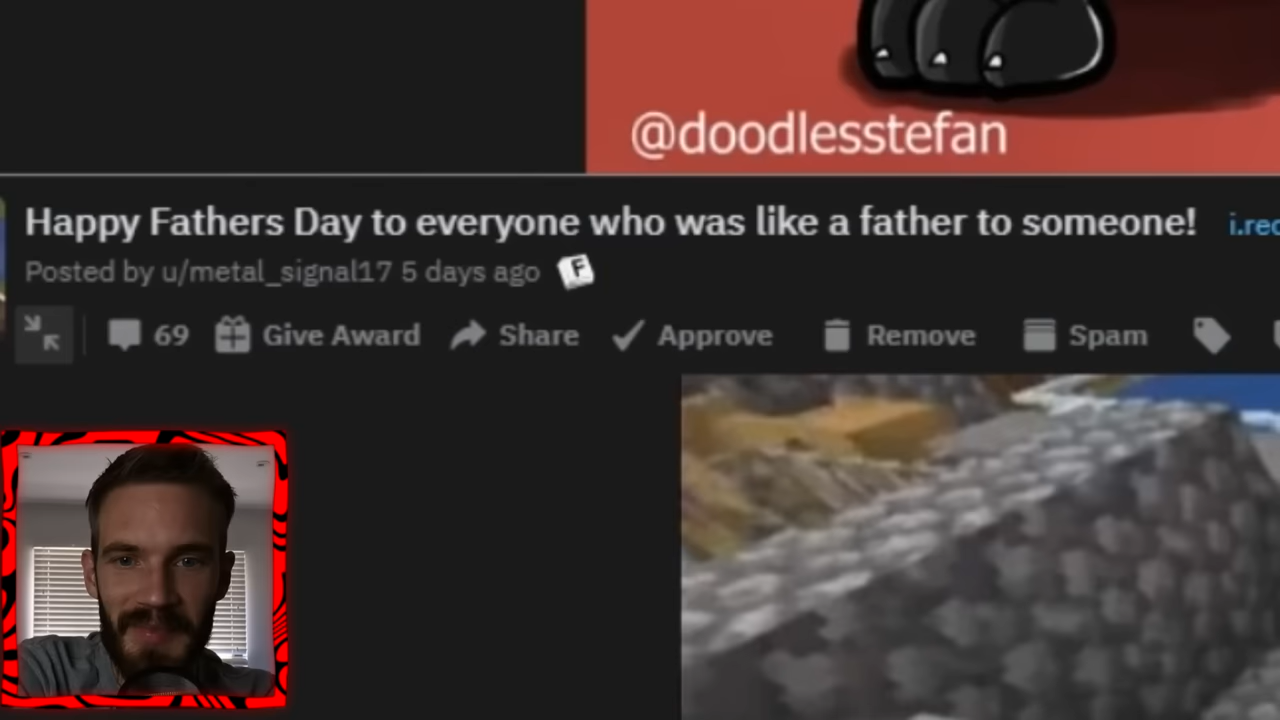 @doodlesstefan
Happy Fathers Day to everyone who was like a father to someone! i.red
Posted by u/metal_signal17 5 days ago F
69 Give Award Share Approve Remove Spam